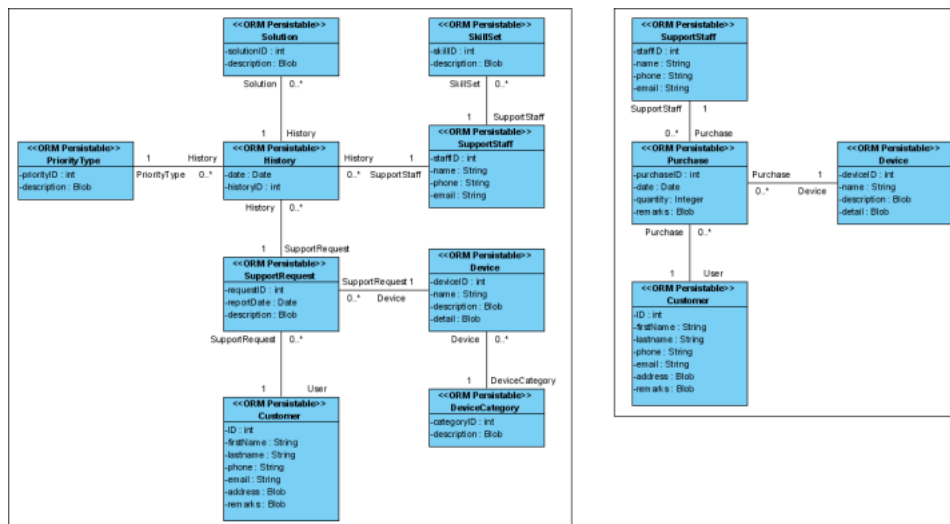 <<ORM Persistable>>
Solution
-solutionID : int
-description : Blob
Solution 0..*
1 History
<<ORM Persistable>>
SkillSet
-skillID : int
-description : Blob
SkillSet 0..*
1 SupportStaff
<<ORM Persistable>>
PriorityType
-priorityID : int
-description : Blob
1 History
PriorityType 0..*
<<ORM Persistable>>
History
-date : Date
-historyID : int
History 1
0..* SupportStaff
<<ORM Persistable>>
SupportStaff
-staffID : int
-name : String
-phone : String
-email : String
History 0..*
1 SupportRequest
<<ORM Persistable>>
SupportRequest
-requestID : int
-reportDate : Date
-description : Blob
SupportRequest 1
0..* Device
<<ORM Persistable>>
Device
-deviceID : int
-name : String
-description : Blob
-detail : Blob
SupportRequest 0..*
1 User
Device 0..*
1 DeviceCategory
<<ORM Persistable>>
Customer
-ID : int
-firstName : String
-lastname : String
-phone : String
-email : String
-address : Blob
-remarks : Blob
<<ORM Persistable>>
DeviceCategory
-categoryID : int
-description : Blob
<<ORM Persistable>>
SupportStaff
-staffID : int
-name : String
-phone : String
-email : String
SupportStaff 1
0..* Purchase
<<ORM Persistable>>
Purchase
-purchaseID : int
-date : Date
-quantity : Integer
-remarks : Blob
Purchase 1
0..* Device
<<ORM Persistable>>
Device
-deviceID : int
-name : String
-description : Blob
-detail : Blob
Purchase 0..*
1 User
<<ORM Persistable>>
Customer
-ID : int
-firstName : String
-lastname : String
-phone : String
-email : String
-address : Blob
-remarks : Blob